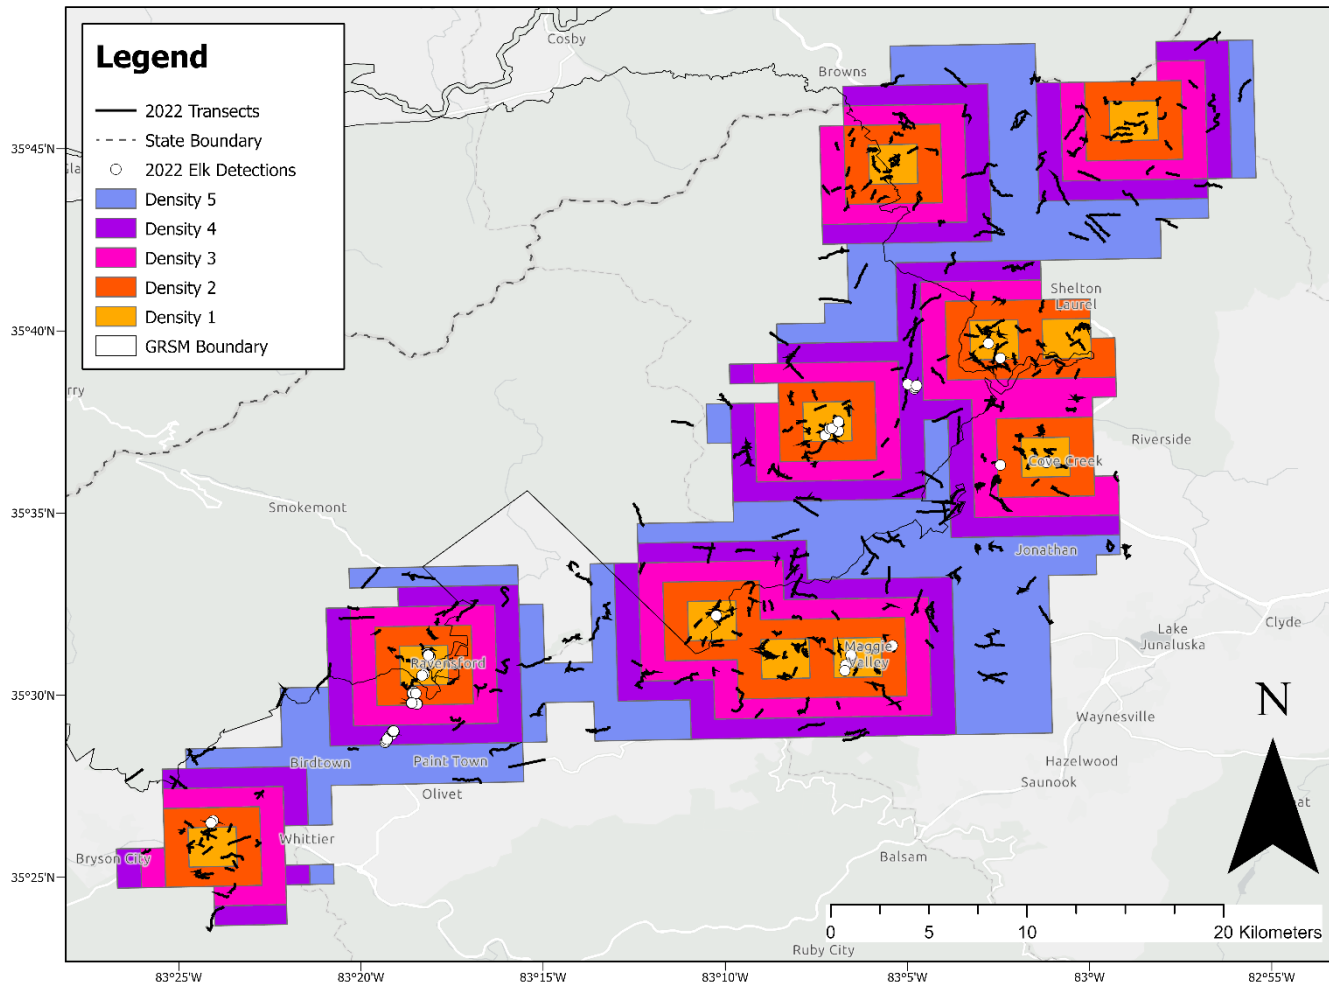 Legend
2022 Transects
State Boundary
2022 Elk Detections
Density 5
Density 4
Density 3
Density 2
Density 1
GRSM Boundary
Cosby
Browns
35°45'N
Shelton
Laurel
35°40'N
Riverside
Cove Creek
Smokemont
35°35'N
Jonathan
Lake
Junaluska
Clyde
Maggie
Valley
Ravensford
35°30'N
N
Waynesville
Birdtown
Paint Town
Hazelwood
Saunook
Olivet
Whittier
Bryson City
Balsam
35°25'N
0 5 10 20 Kilometers
Ruby City
83°25'W 83°20'W 83°15'W 83°10'W 83°5'W 83°W 82°55'W